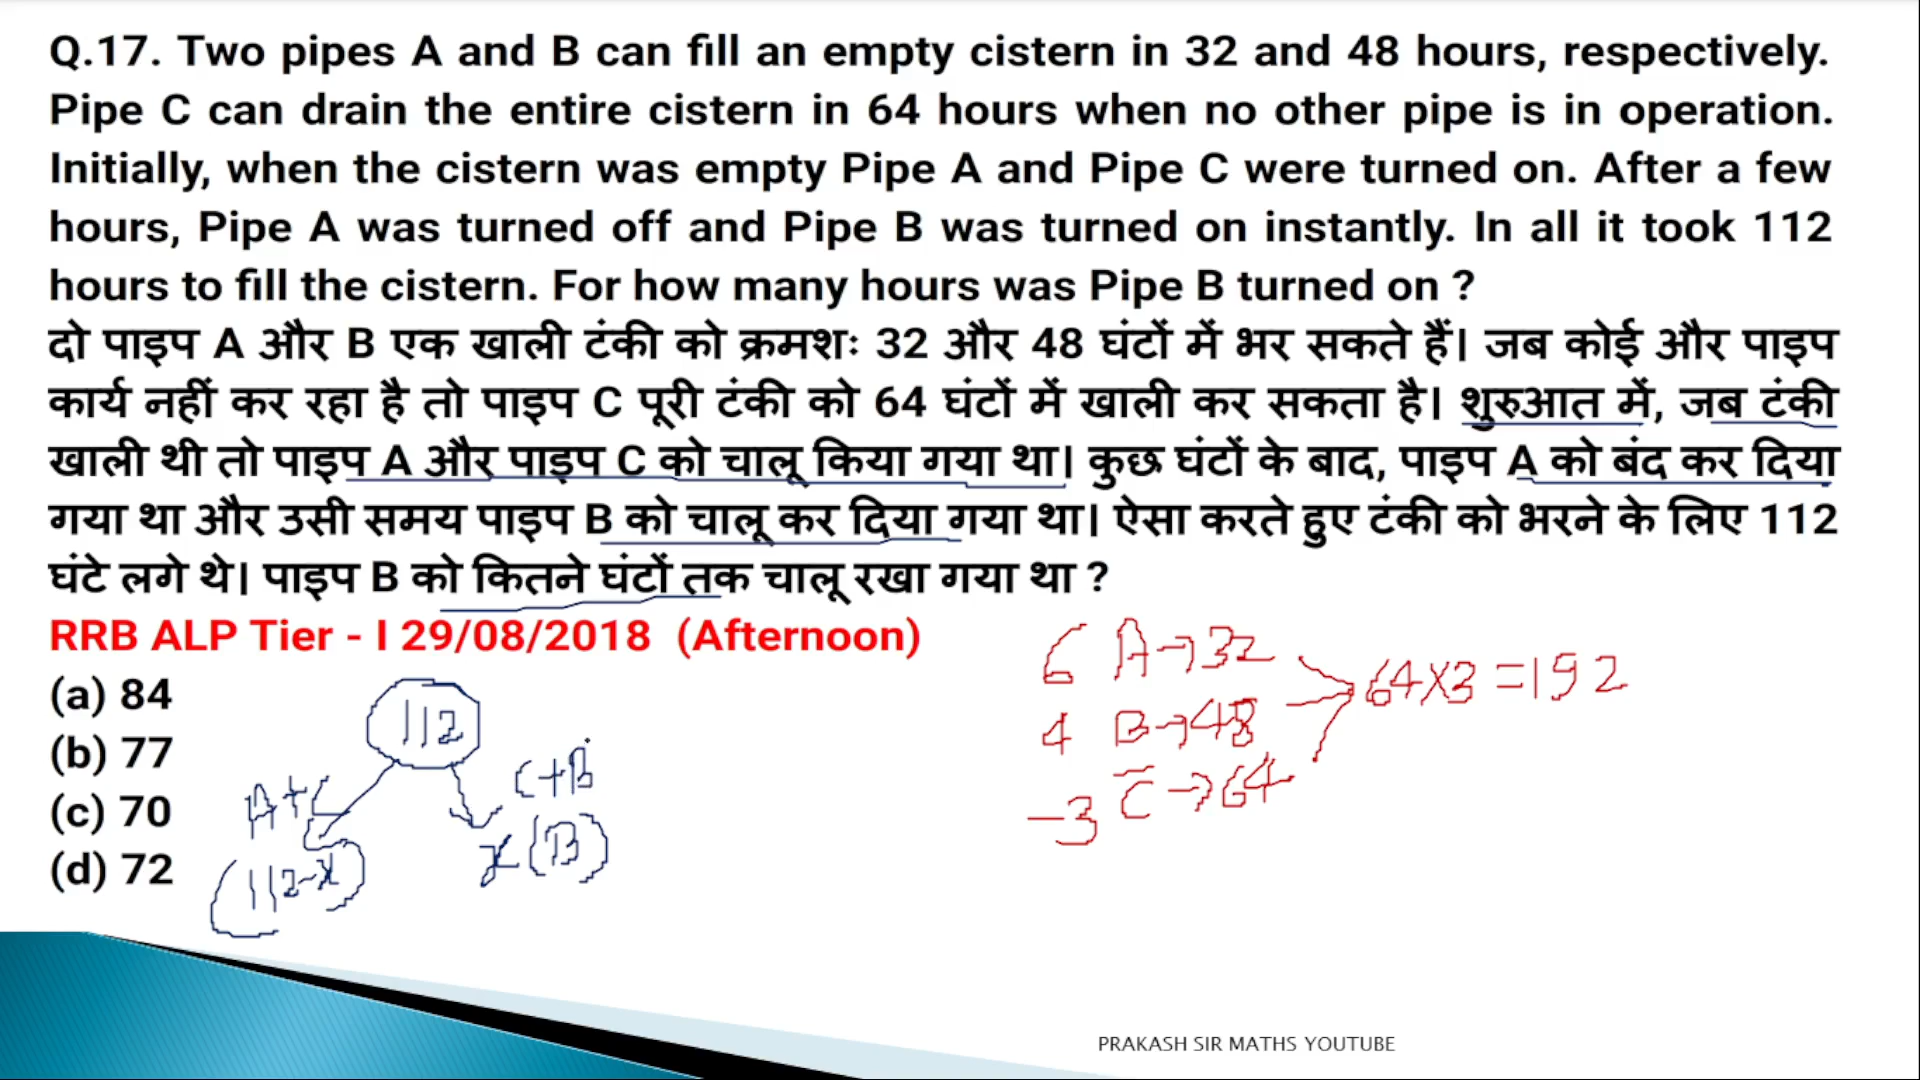 Q.17. Two pipes A and B can fill an empty cistern in 32 and 48 hours, respectively.
Pipe C can drain the entire cistern in 64 hours when no other pipe is in operation.
Initially, when the cistern was empty Pipe A and Pipe C were turned on. After a few
hours, Pipe A was turned off and Pipe B was turned on instantly. In all it took 112
hours to fill the cistern. For how many hours was Pipe B turned on ?
दो पाइप A और B एक खाली टंकी को क्रमशः 32 और 48 घंटों में भर सकते हैं। जब कोई और पाइप
कार्य नहीं कर रहा है तो पाइप C पूरी टंकी को 64 घंटों में खाली कर सकता है। शुरुआत में, जब टंकी
खाली थी तो पाइप A और पाइप C को चालू किया गया था। कुछ घंटों के बाद, पाइप A को बंद कर दिया
गया था और उसी समय पाइप B को चालू कर दिया गया था। ऐसा करते हुए टंकी को भरने के लिए 112
घंटे लगे थे। पाइप B को कितने घंटों तक चालू रखा गया था ?
RRB ALP Tier - I 29/08/2018 (Afternoon)
(a) 84
(b) 77
(c) 70
(d) 72
112
A+C
C+B
(112-x)
x(B)
6 A→32
4 B→48
-3 C→64
64×3=192
PRAKASH SIR MATHS YOUTUBE